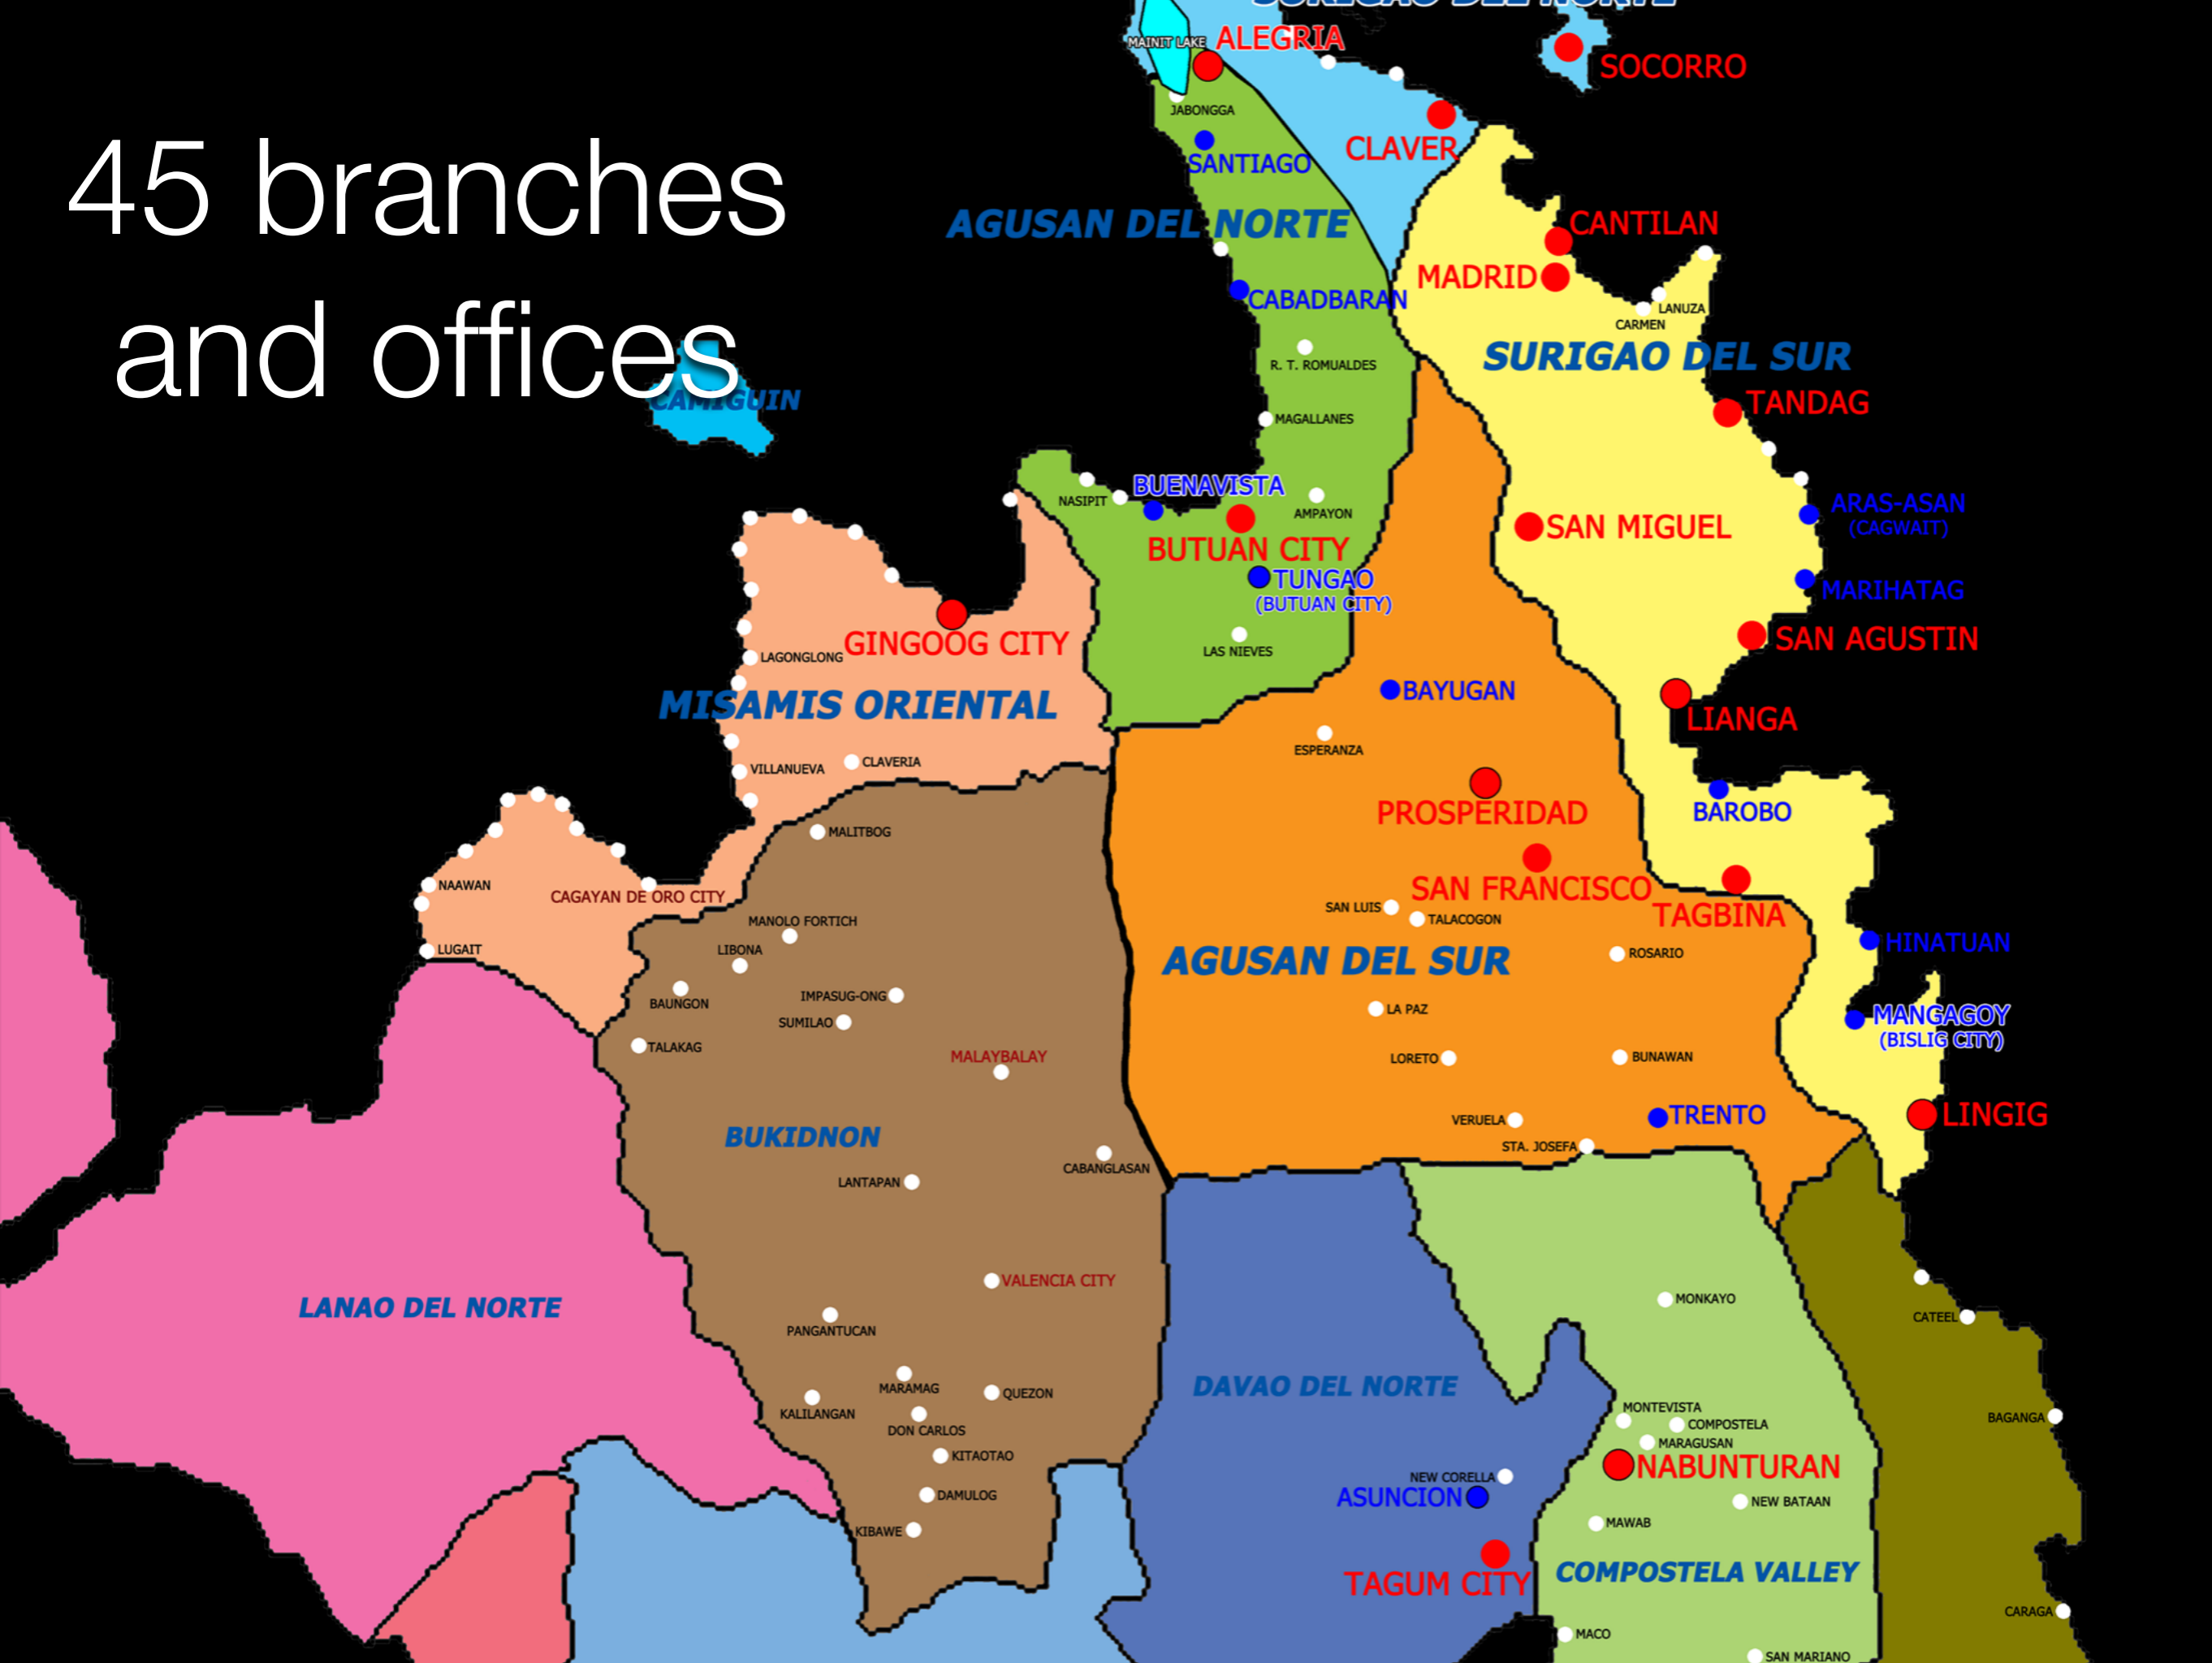 45 branches
and offices
SURIGAO DEL NORTE
MAINIT LAKE
ALEGRIA
SOCORRO
JABONGGA
CLAVER
SANTIAGO
AGUSAN DEL NORTE
CANTILAN
MADRID
CABADBARAN
LANUZA
CARMEN
R. T. ROMUALDES
SURIGAO DEL SUR
CAMIGUIN
TANDAG
MAGALLANES
BUENAVISTA
NASIPIT
AMPAYON
ARAS-ASAN
(CAGWAIT)
SAN MIGUEL
BUTUAN CITY
TUNGAO
(BUTUAN CITY)
MARIHATAG
GINGOOG CITY
LAGONGLONG
LAS NIEVES
SAN AGUSTIN
MISAMIS ORIENTAL
BAYUGAN
LIANGA
ESPERANZA
VILLANUEVA
CLAVERIA
PROSPERIDAD
BAROBO
MALITBOG
NAAWAN
CAGAYAN DE ORO CITY
SAN FRANCISCO
SAN LUIS
TALACOGON
TAGBINA
MANOLO FORTICH
LUGAIT
LIBONA
AGUSAN DEL SUR
ROSARIO
HINATUAN
BAUNGON
IMPASUG-ONG
SUMILAO
LA PAZ
MANGAGOY
(BISLIG CITY)
TALAKAG
MALAYBALAY
LORETO
BUNAWAN
BUKIDNON
VERUELA
TRENTO
LINGIG
STA. JOSEFA
CABANGLASAN
LANTAPAN
VALENCIA CITY
LANAO DEL NORTE
MONKAYO
CATEEL
PANGANTUCAN
MARAMAG
QUEZON
DAVAO DEL NORTE
KALILANGAN
DON CARLOS
MONTEVISTA
COMPOSTELA
BAGANGA
MARAGUSAN
KITAOTAO
NABUNTURAN
NEW CORELLA
ASUNCION
DAMULOG
NEW BATAAN
KIBAWE
MAWAB
TAGUM CITY
COMPOSTELA VALLEY
CARAGA
MACO
SAN MARIANO